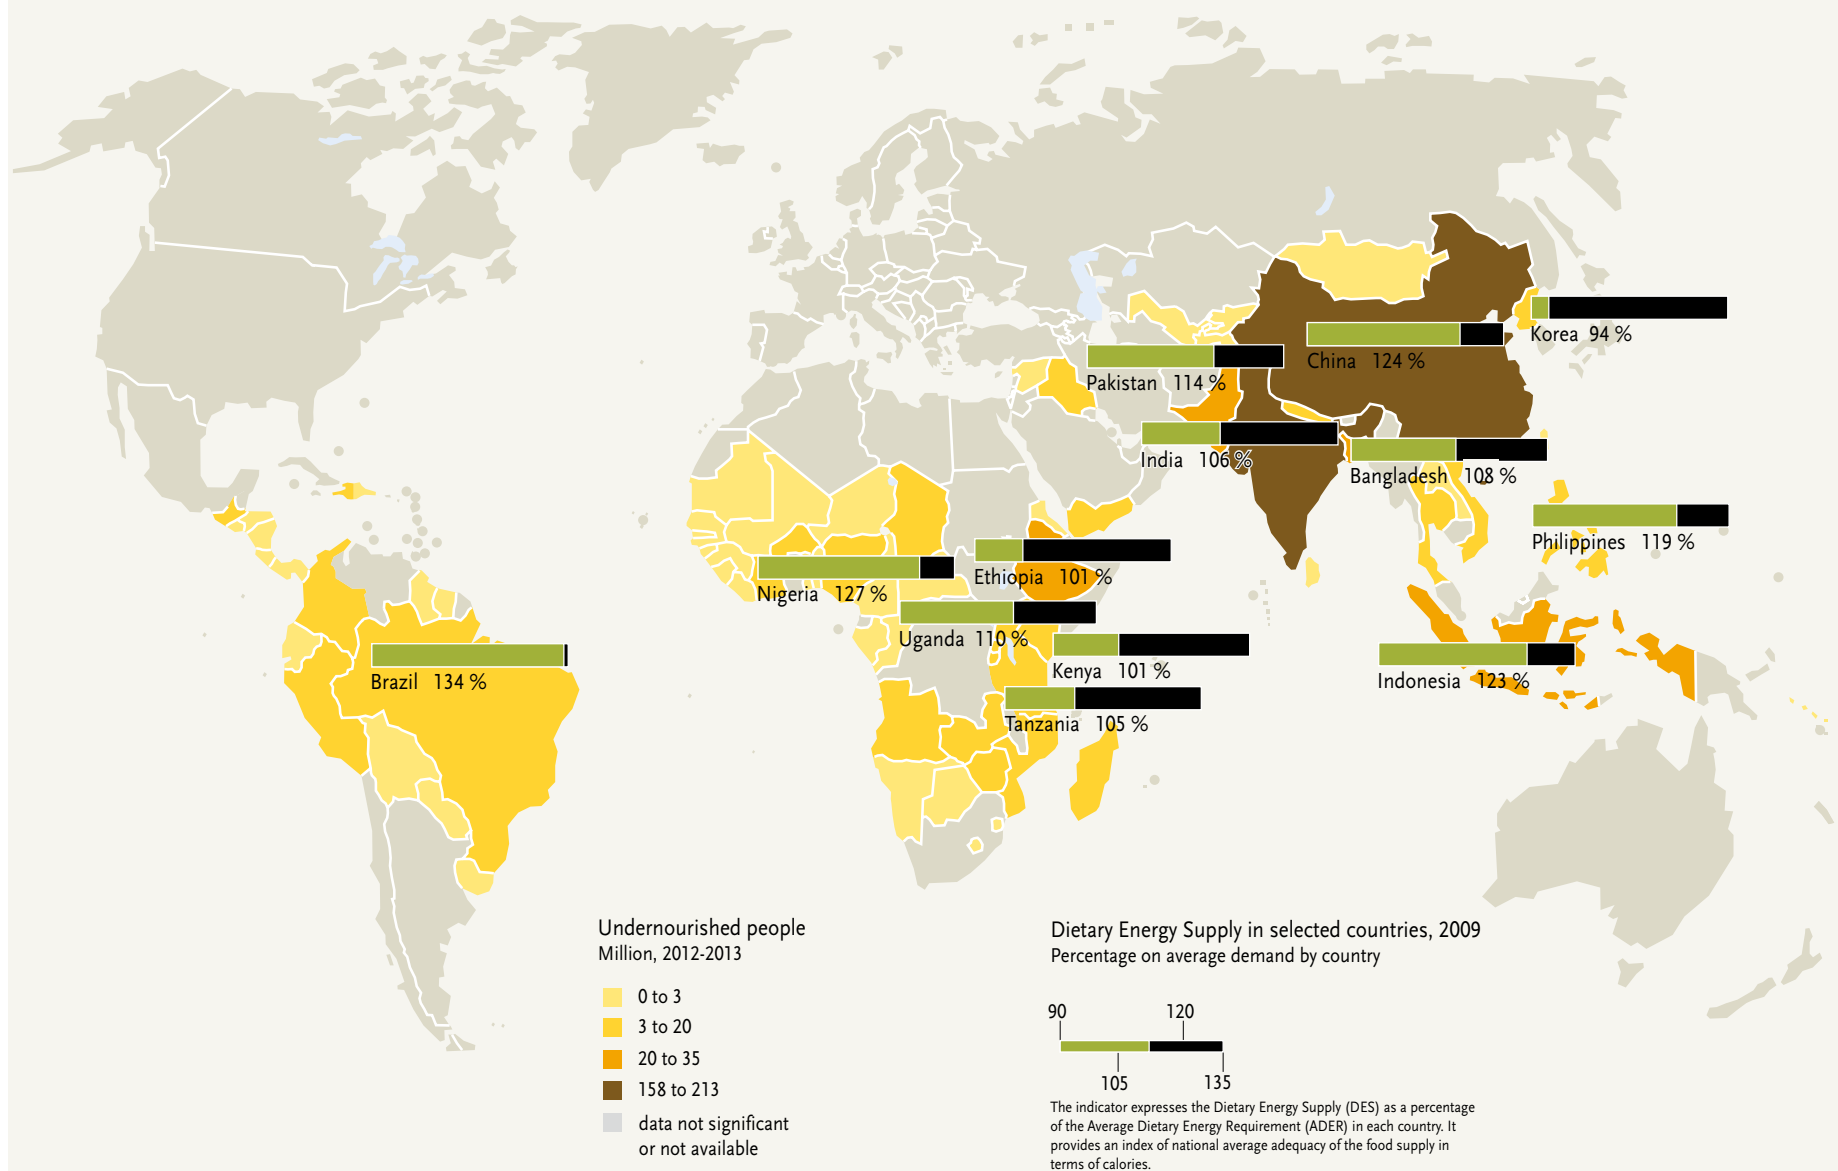 Korea 94 %
China 124 %
Pakistan 114 %
India 106 %
Bangladesh 108 %
Philippines 119 %
Ethiopia 101 %
Nigeria 127 %
Uganda 110 %
Kenya 101 %
Brazil 134 %
Indonesia 123 %
Tanzania 105 %
Undernourished people
Million, 2012-2013
0 to 3
3 to 20
20 to 35
158 to 213
data not significant
or not available
Dietary Energy Supply in selected countries, 2009
Percentage on average demand by country
90 120
105 135
The indicator expresses the Dietary Energy Supply (DES) as a percentage
of the Average Dietary Energy Requirement (ADER) in each country. It
provides an index of national average adequacy of the food supply in
terms of calories.